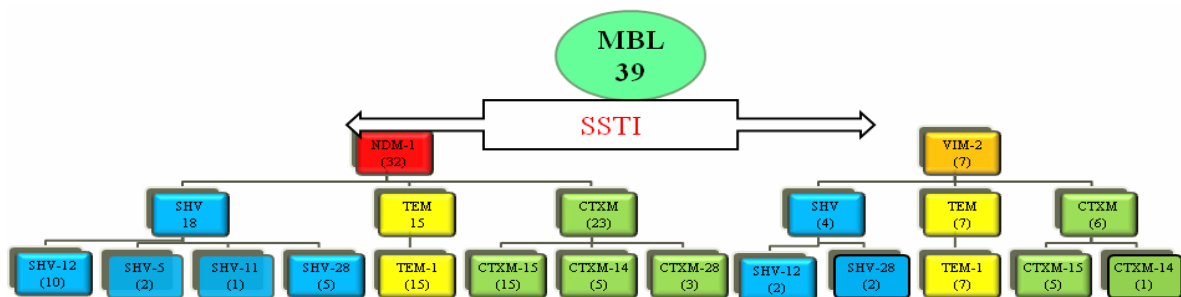 MBL
39
SSTI
NDM-1
(32)
VIM-2
(7)
SHV
18
TEM
15
CTXM
(23)
SHV
(4)
TEM
(7)
CTXM
(6)
SHV-12
(10)
SHV-5
(2)
SHV-11
(1)
SHV-28
(5)
TEM-1
(15)
CTXM-15
(15)
CTXM-14
(5)
CTXM-28
(3)
SHV-12
(2)
SHV-28
(2)
TEM-1
(7)
CTXM-15
(5)
CTXM-14
(1)